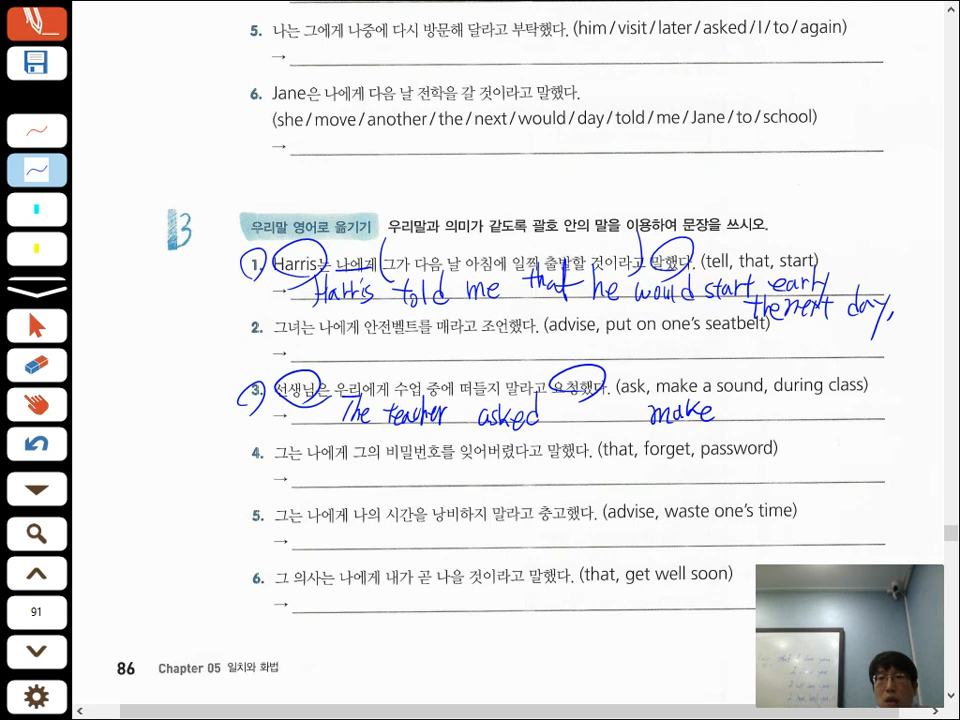 5. 나는 그에게 나중에 다시 방문해 달라고 부탁했다. (him / visit / later / asked / I / to / again)
→
6. Jane은 나에게 다음 날 전학을 갈 것이라고 말했다.
(she / move / another / the / next / would / day / told / me / Jane / to / school)
→
B 우리말 영어로 옮기기 우리말과 의미가 같도록 괄호 안의 말을 이용하여 문장을 쓰시오.
1. Harris는 나에게 그가 다음 날 아침에 일찍 출발할 것이라고 말했다. (tell, that, start)
→ Harris told me that he would start early
the next day,
2. 그녀는 나에게 안전벨트를 매라고 조언했다. (advise, put on one's seatbelt)
→
3. 선생님은 우리에게 수업 중에 떠들지 말라고 요청했다. (ask, make a sound, during class)
→ The teacher asked make
4. 그는 나에게 그의 비밀번호를 잊어버렸다고 말했다. (that, forget, password)
→
5. 그는 나에게 나의 시간을 낭비하지 말라고 충고했다. (advise, waste one's time)
→
6. 그 의사는 나에게 내가 곧 나을 것이라고 말했다. (that, get well soon)
→
91
86 Chapter 05 일치와 화법